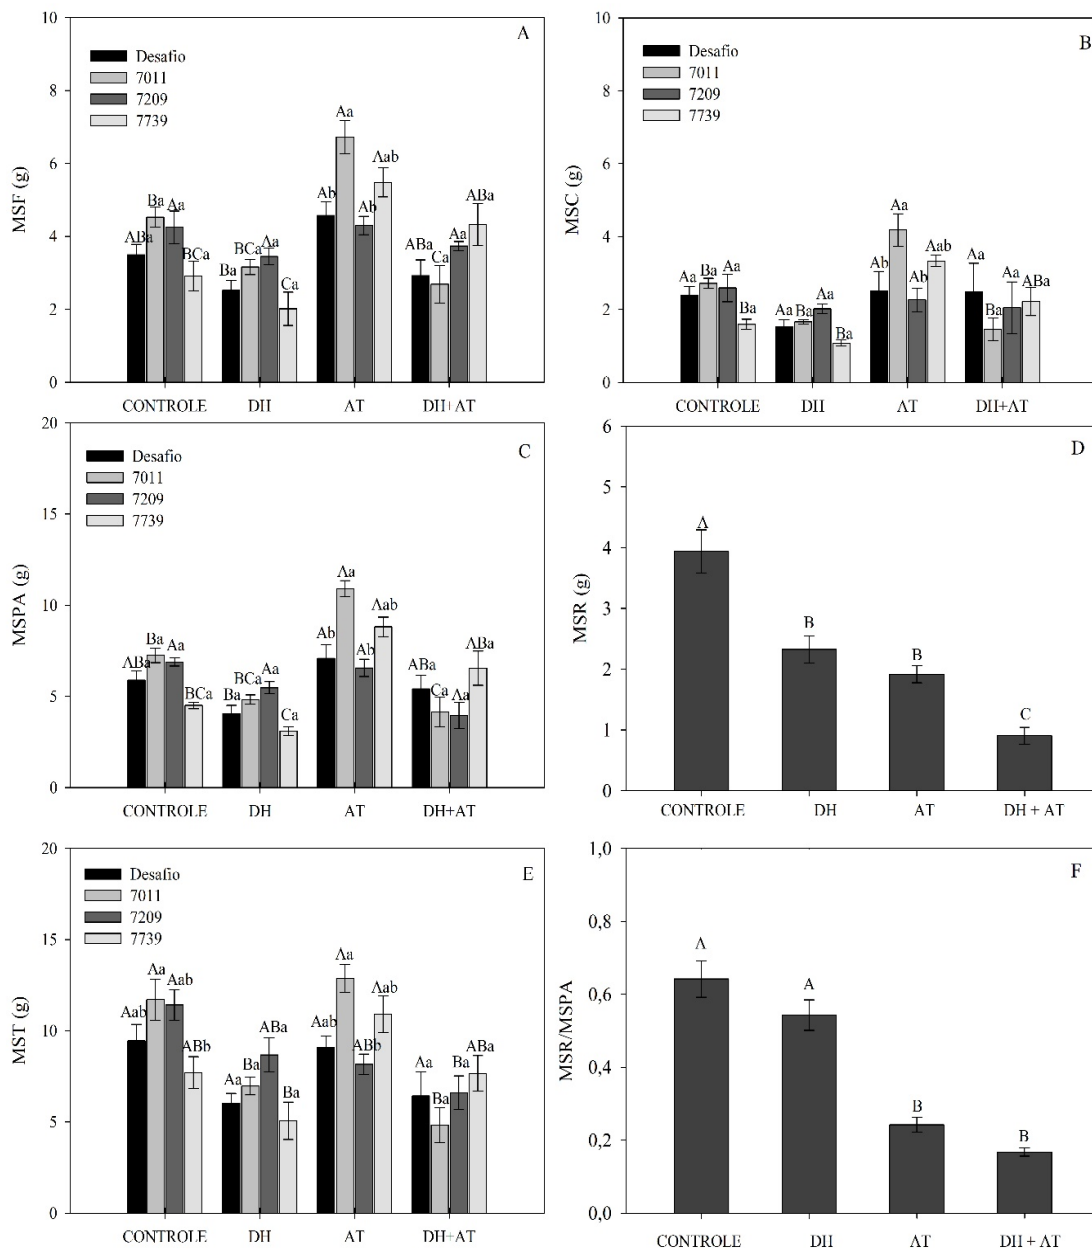 A
10
8
6
4
2
0
MSF (g)
Desafio
7011
7209
7739
ABa Ba Aa BCa
Ba BCa Aa Ca
Ab Aa Ab Aab
ABa Ca Aa ABa
CONTROLE DH AT DH+AT
B
10
8
6
4
2
0
MSC (g)
Desafio
7011
7209
7739
Aa Ba Aa Ba
Aa Ba Aa Ba
Ab Aa Ab Aab
Aa Ba Aa ABa
CONTROLE DH AT DH+AT
C
20
15
10
5
0
MSPA (g)
Desafio
7011
7209
7739
ABa Ba Aa BCa
Ba BCa Aa Ca
Ab Aa Ab Aab
ABa Ca Aa ABa
CONTROLE DH AT DH+AT
D
6
5
4
3
2
1
0
MSR (g)
A
B
B
C
CONTROLE DH AT DH + AT
E
20
15
10
5
0
MST (g)
Desafio
7011
7209
7739
Aab Aa Aab ABb
Aa Ba ABa Ba
Aab Aa ABb Aab
Aa Ba Ba ABa
CONTROLE DH AT DH+AT
F
1,0
0,8
0,6
0,4
0,2
0,0
MSR/MSPA
A
A
B
B
CONTROLE DH AT DH + AT